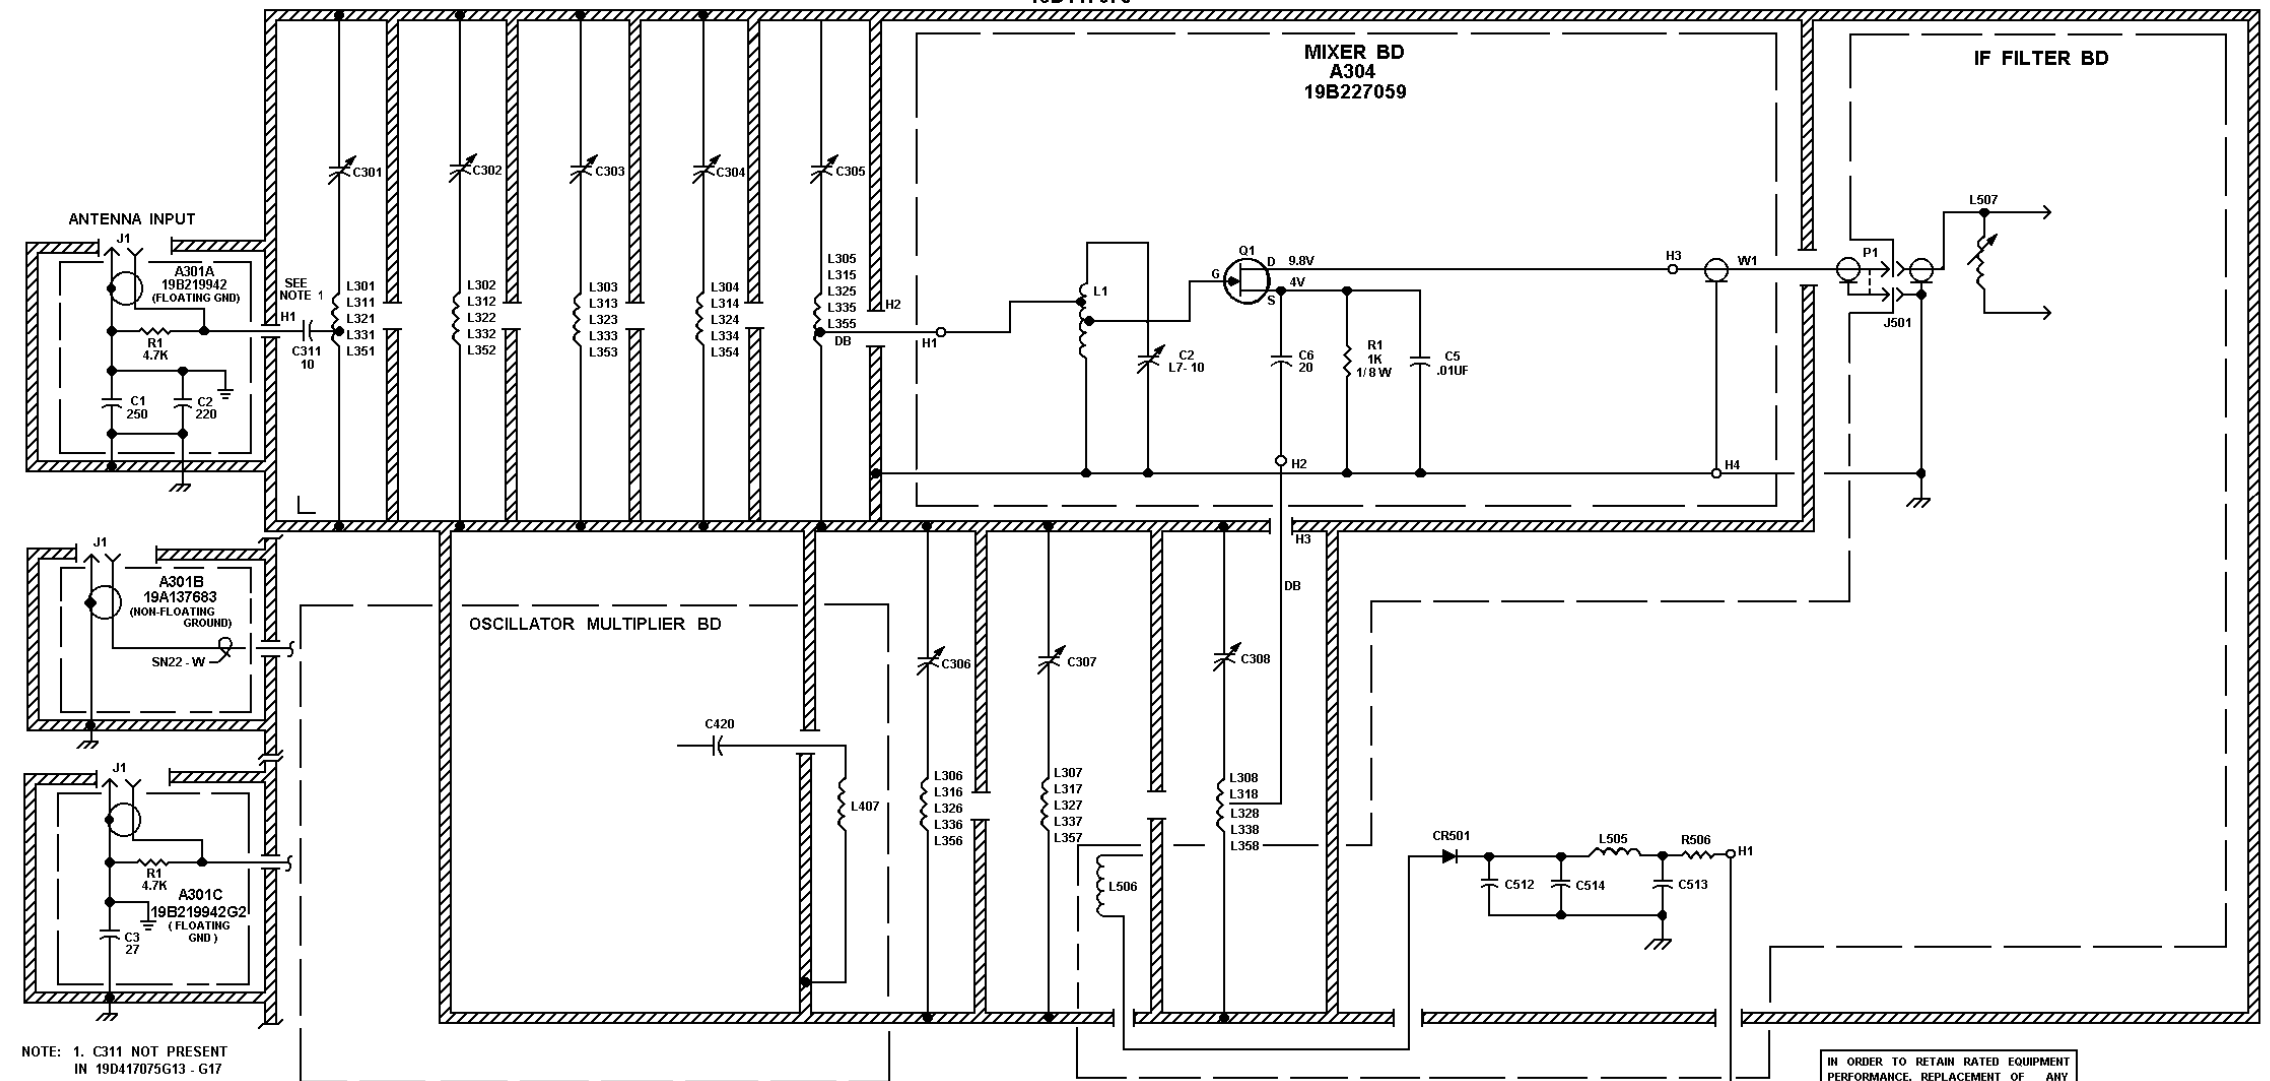 MIXER BD
A304
19B227059
IF FILTER BD
C301
C302
C303
C304
C305
ANTENNA INPUT
J1
A301A
19B219942
(FLOATING GND)
R1
4.7K
C1
250
C2
220
SEE
NOTE 1
H1
C311
10
L301
L311
L321
L331
L351
L302
L312
L322
L332
L352
L303
L313
L323
L333
L353
L304
L314
L324
L334
L354
L305
L315
L325
L335
L355
DB
H2
H1
L1
C2
L7-10
Q1
G
D
S
9.8V
4V
C6
20
R1
1K
1/8 W
C5
.01UF
H3
W1
P1
J501
L507
H2
H4
H3
DB
J1
A301B
19A137683
(NON-FLOATING
GROUND)
SN22 - W
OSCILLATOR MULTIPLIER BD
C420
L407
C306
C307
C308
L306
L316
L326
L336
L356
L307
L317
L327
L337
L357
L308
L318
L328
L338
L358
L506
CR501
L505
R506
H1
C512
C514
C513
J1
R1
4.7K
A301C
19B219942G2
( FLOATING
GND )
C3
27
NOTE: 1. C311 NOT PRESENT
IN 19D417075G13 - G17
IN ORDER TO RETAIN RATED EQUIPMENT
PERFORMANCE, REPLACEMENT OF ANY